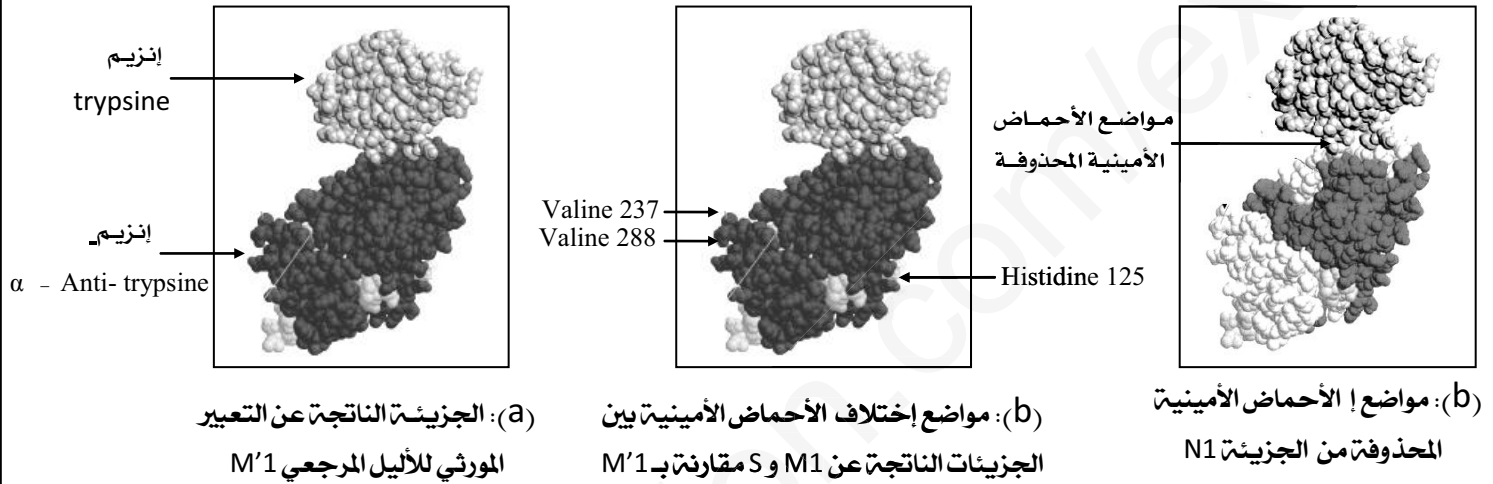 إنزيم
trypsine
إنزيم_
α – Anti- trypsine
Valine 237
Valine 288
Histidine 125
مواضع الأحماض
الأمينية المحذوفة
(a): الجزيئة الناتجة عن التعبير
المورثي للأليل المرجعي M'1
(b): مواضع إختلاف الأحماض الأمينية بين
الجزيئات الناتجة عن M1 و S مقارنة بـ M'1
(b): مواضع إ الأحماض الأمينية
المحذوفة من الجزيئة N1